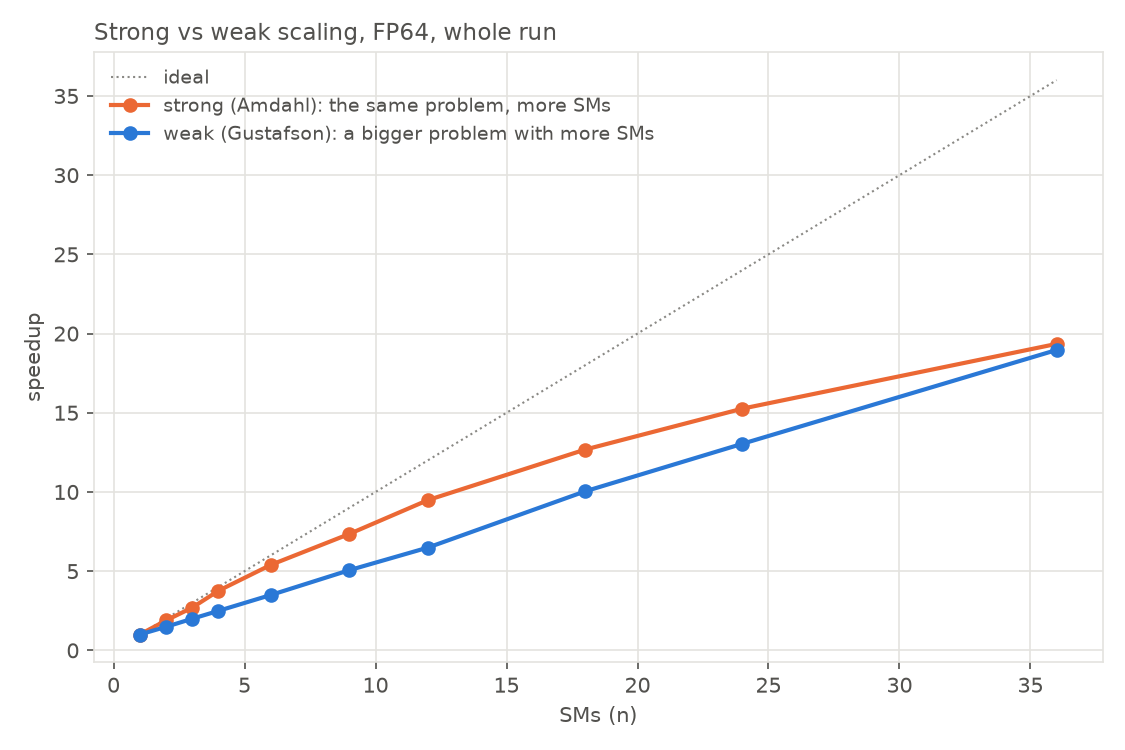 Strong vs weak scaling, FP64, whole run
ideal
strong (Amdahl): the same problem, more SMs
weak (Gustafson): a bigger problem with more SMs
35
30
25
20
15
10
5
0
speedup
0 5 10 15 20 25 30 35
SMs (n)